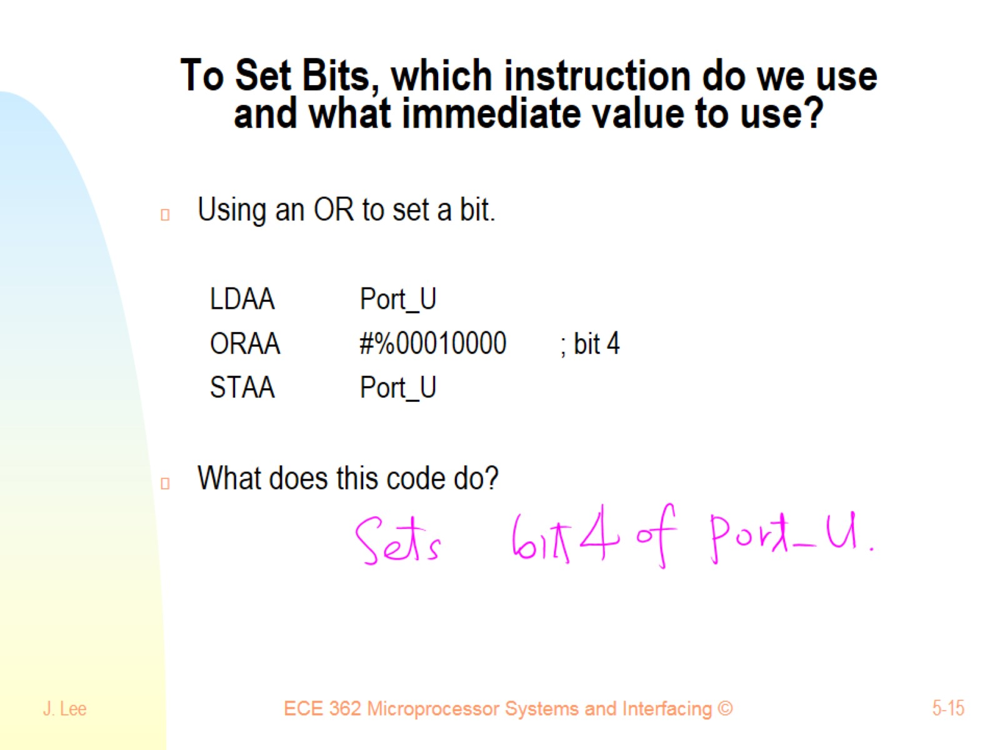 To Set Bits, which instruction do we use
and what immediate value to use?
Using an OR to set a bit.
LDAA Port_U
ORAA #%00010000 ; bit 4
STAA Port_U
What does this code do?
Sets bit 4 of Port_U.
J. Lee ECE 362 Microprocessor Systems and Interfacing © 5-15